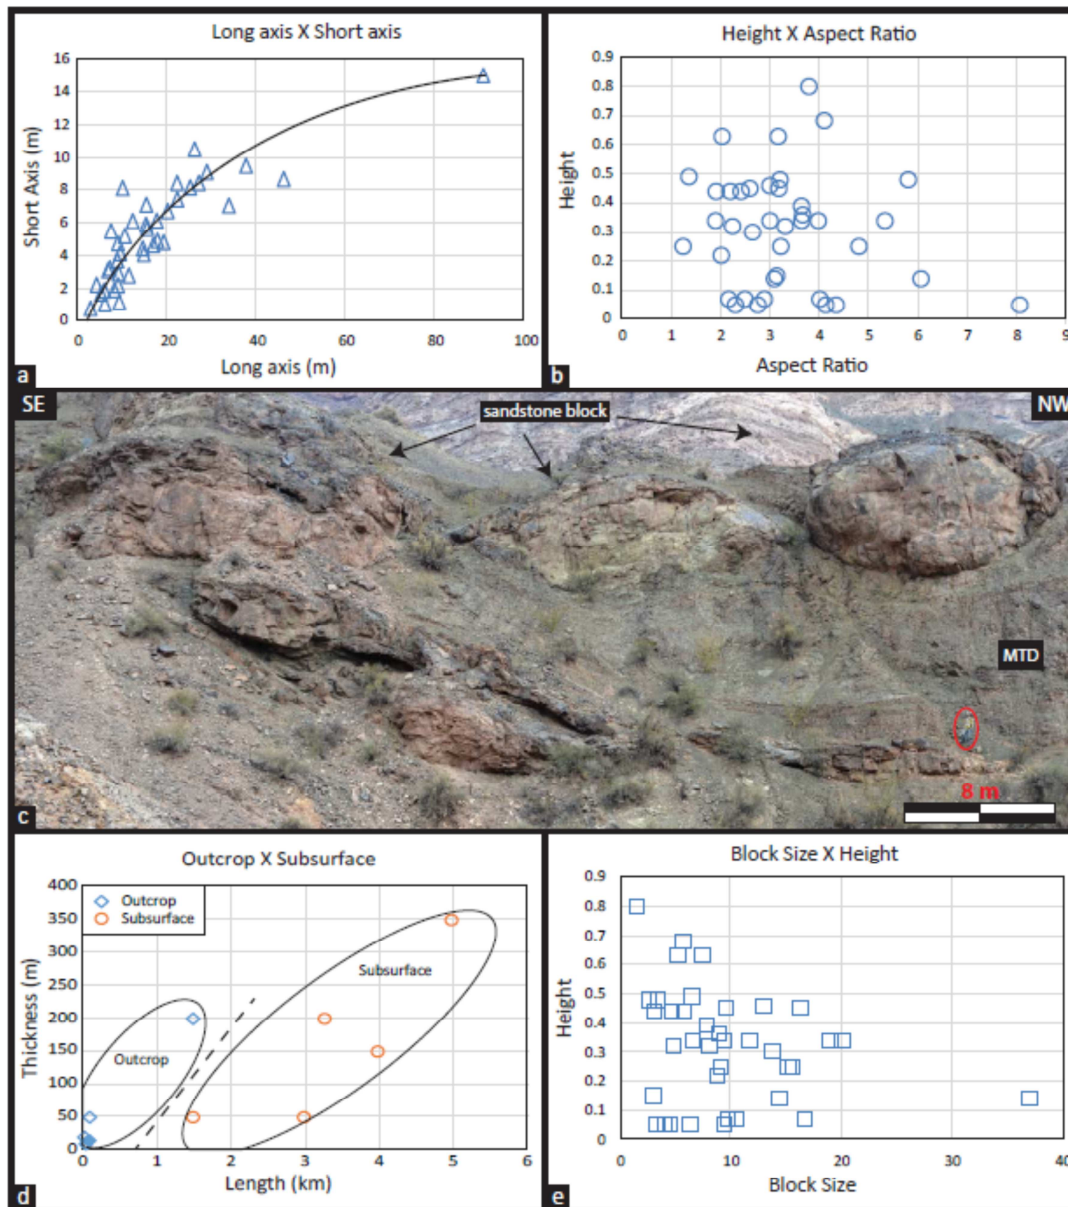 Long axis X Short axis
16
14
12
10
8
6
4
2
0
0 20 40 60 80 100
Short Axis (m)
Long axis (m)
a
Height X Aspect Ratio
0.9
0.8
0.7
0.6
0.5
0.4
0.3
0.2
0.1
0
0 1 2 3 4 5 6 7 8 9
Height
Aspect Ratio
b
SE
sandstone block
NW
MTD
8 m
c
Outcrop X Subsurface
400
350
300
250
200
150
100
50
0
0 1 2 3 4 5 6
Outcrop
Subsurface
Subsurface
Outcrop
Thickness (m)
Length (km)
d
Block Size X Height
0.9
0.8
0.7
0.6
0.5
0.4
0.3
0.2
0.1
0
0 10 20 30 40
Height
Block Size
e